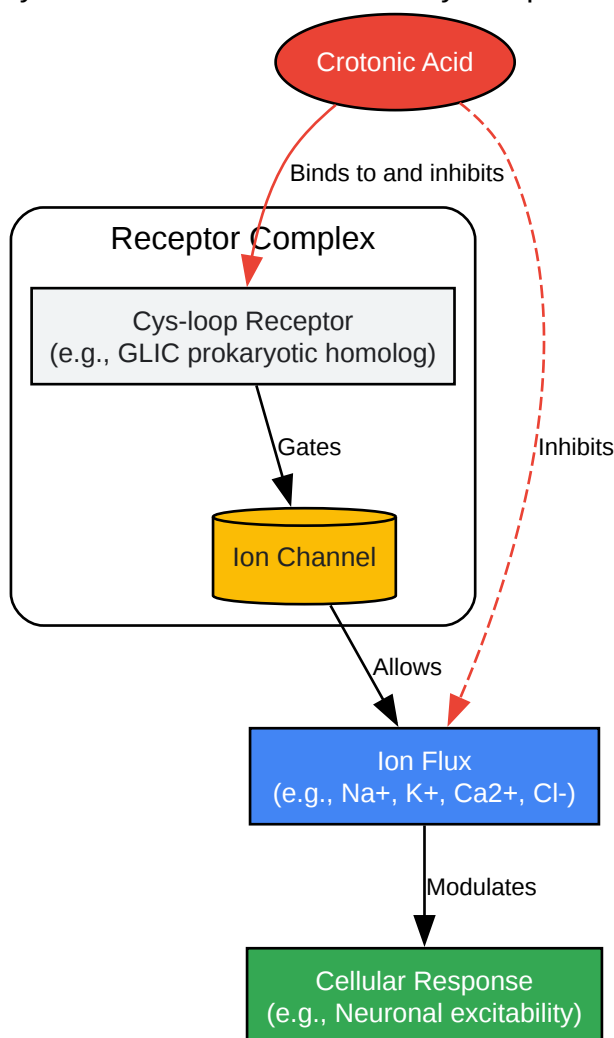 Crotonic Acid
Binds to and inhibits
Receptor Complex
Cys-loop Receptor
(e.g., GLIC prokaryotic homolog)
Gates
Inhibits
Ion Channel
Allows
Ion Flux
(e.g., Na+, K+, Ca2+, Cl-)
Modulates
Cellular Response
(e.g., Neuronal excitability)